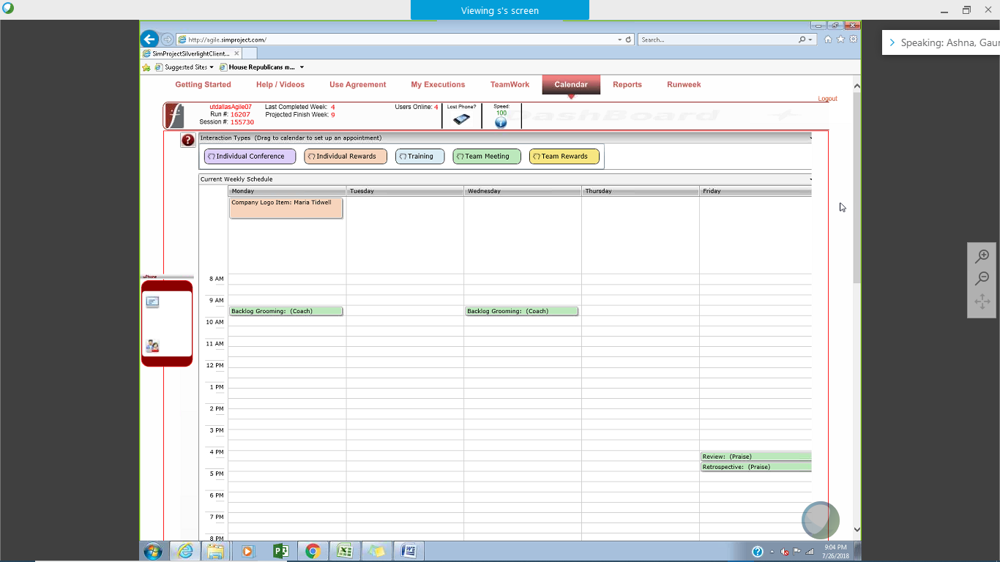 Viewing s's screen
Speaking: Ashna, Gaur
http://agile.simproject.com/
Search...
SimProjectSilverlightClient...
Suggested Sites
House Republicans m...
Getting Started
Help / Videos
Use Agreement
My Executions
TeamWork
Calendar
Reports
Runweek
Logout
utdallasAgile07
Run #: 16207
Session #: 155730
Last Completed Week: 4
Projected Finish Week: 9
Users Online: 4
Lost Phone?
Speed:
100
DashBoard
Interaction Types (Drag to calendar to set up an appointment)
Individual Conference
Individual Rewards
Training
Team Meeting
Team Rewards
Current Weekly Schedule
Monday
Tuesday
Wednesday
Thursday
Friday
Company Logo Item: Maria Tidwell
uPhone
8 AM
9 AM
Backlog Grooming: (Coach)
Backlog Grooming: (Coach)
10 AM
11 AM
12 PM
1 PM
2 PM
3 PM
4 PM
Review: (Praise)
Retrospective: (Praise)
5 PM
6 PM
7 PM
8 PM
9:04 PM
7/26/2018